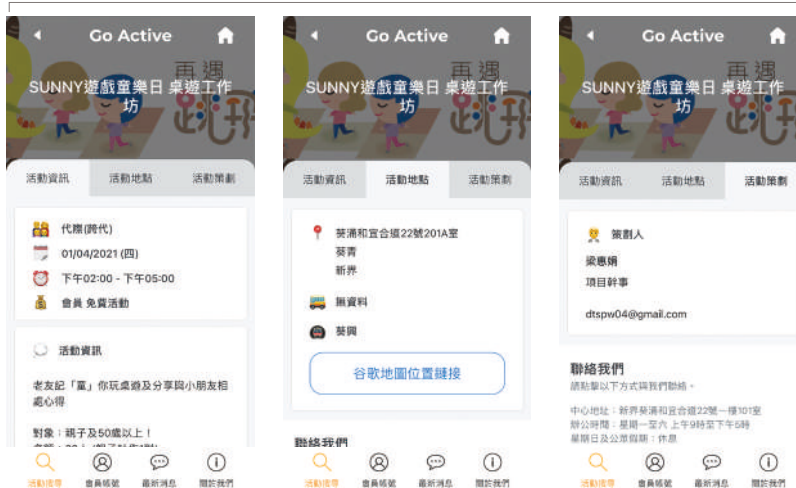 Go Active
再遇
跳飛
SUNNY遊戲童樂日 桌遊工作
坊
活動資訊
活動地點
活動策劃
代際(跨代)
01/04/2021 (四)
下午02:00 - 下午05:00
會員 免費活動
活動資訊
老友記「童」你玩桌遊及分享與小朋友相
處心得
對象：親子及50歲以上！
活動搜尋
會員帳號
最新消息
關於我們
Go Active
再遇
SUNNY遊戲童樂日 桌遊工作
坊
活動資訊
活動地點
活動策劃
葵涌和宜合道22號201A室
葵青
新界
無資料
葵興
谷歌地圖位置鏈接
聯絡我們
活動搜尋
會員帳號
最新消息
關於我們
Go Active
再遇
SUNNY遊戲童樂日 桌遊工作
坊
活動資訊
活動地點
活動策劃
策劃人
梁惠娟
項目幹事
dtspw04@gmail.com
聯絡我們
請點擊以下方式與我們聯絡。
中心地址：新界葵涌和宜合道22號一樓101室
辦公時間：星期一至六 上午9時至下午5時
星期日及公眾假期：休息
活動搜尋
會員帳號
最新消息
關於我們